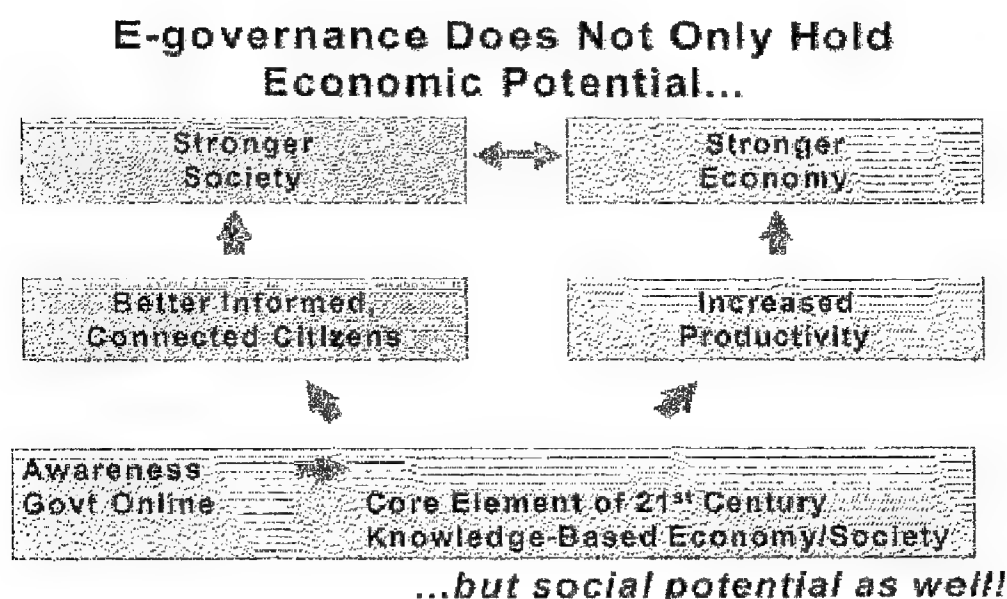 E-governance Does Not Only Hold
Economic Potential...
Stronger
Society
Stronger
Economy
Better Informed,
Connected Citizens
Increased
Productivity
Awareness
Govt Online
Core Element of 21st Century
Knowledge-Based Economy/Society
...but social potential as well!